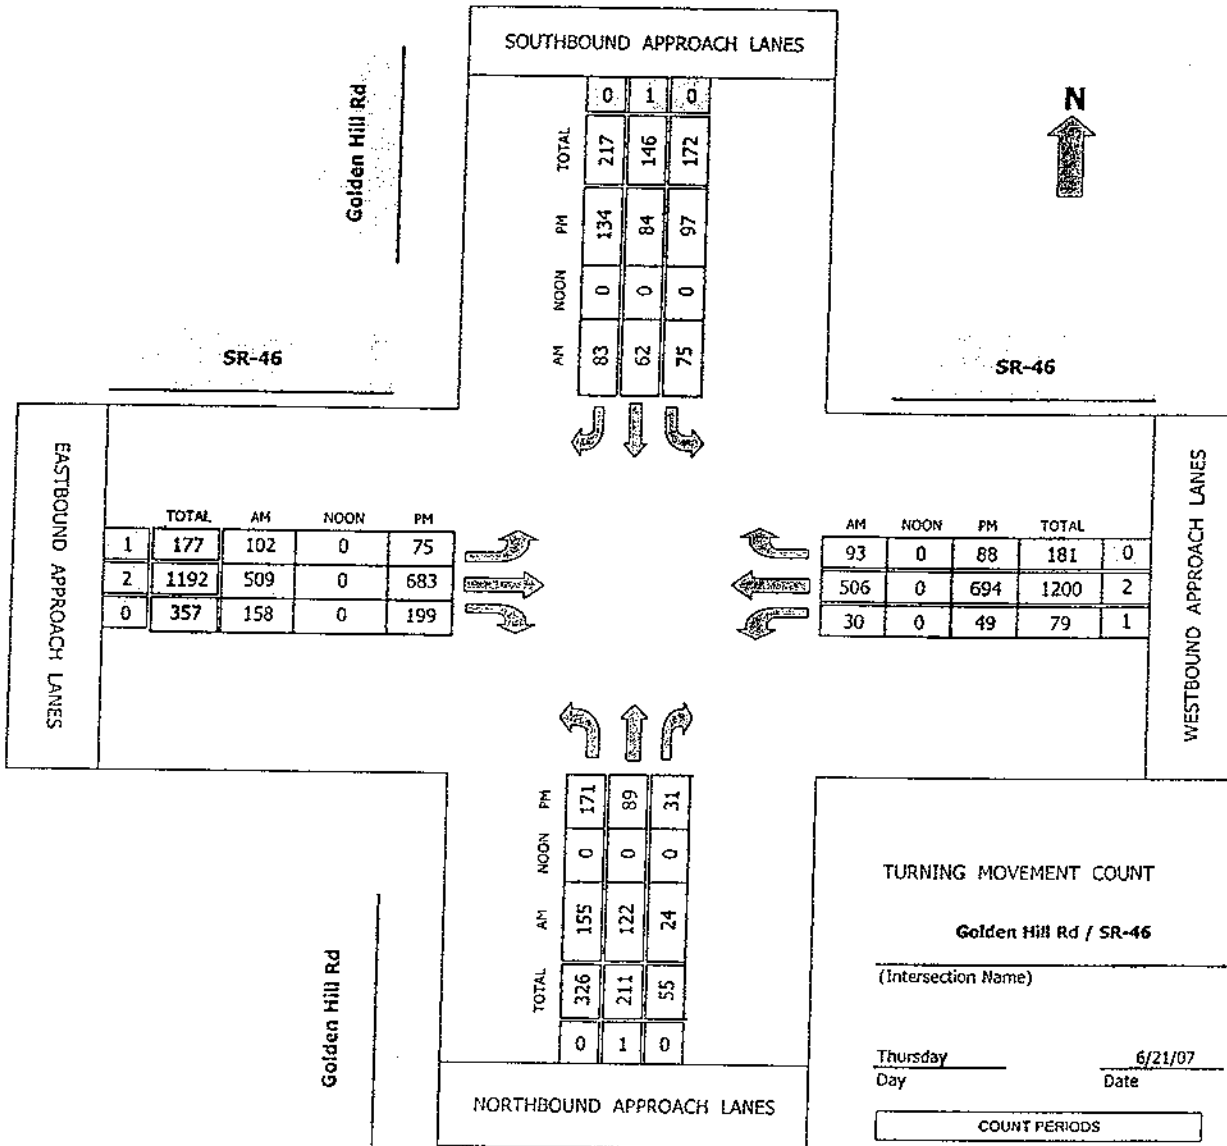 SOUTHBOUND APPROACH LANES
0 1 0
TOTAL 217 146 172
PM 134 84 97
NOON 0 0 0
AM 83 62 75
Golden Hill Rd
N
SR-46
SR-46
EASTBOUND APPROACH LANES
TOTAL AM NOON PM
1 177 102 0 75
2 1192 509 0 683
0 357 158 0 199
AM NOON PM TOTAL
93 0 88 181 0
506 0 694 1200 2
30 0 49 79 1
WESTBOUND APPROACH LANES
PM 171 89 31
NOON 0 0 0
AM 155 122 24
TOTAL 326 211 55
0 1 0
Golden Hill Rd
NORTHBOUND APPROACH LANES
TURNING MOVEMENT COUNT
Golden Hill Rd / SR-46
(Intersection Name)
Thursday 6/21/07
Day Date
COUNT PERIODS